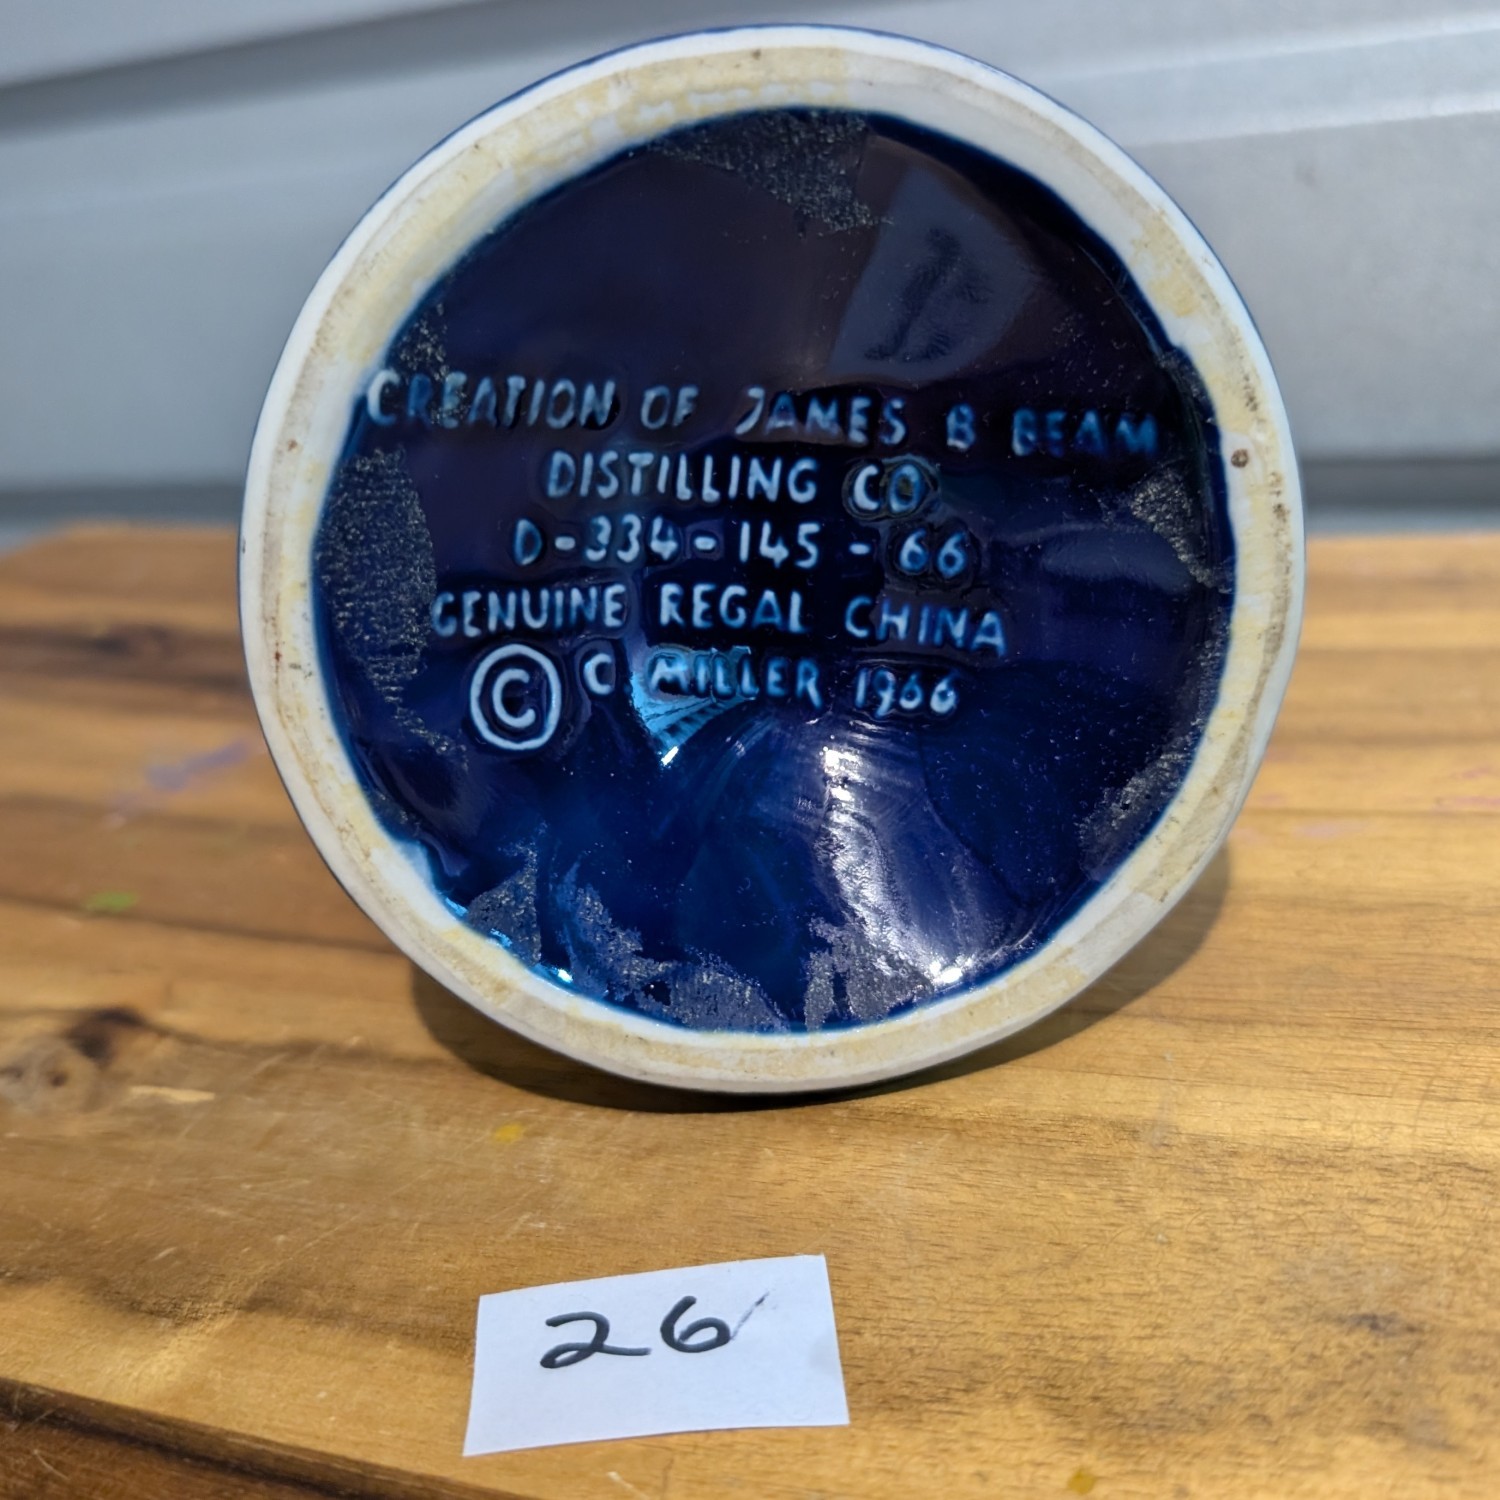 CREATION OF JAMES B BEAM
DISTILLING CO
D-334-145-66
GENUINE REGAL CHINA
© C. MILLER 1966
26